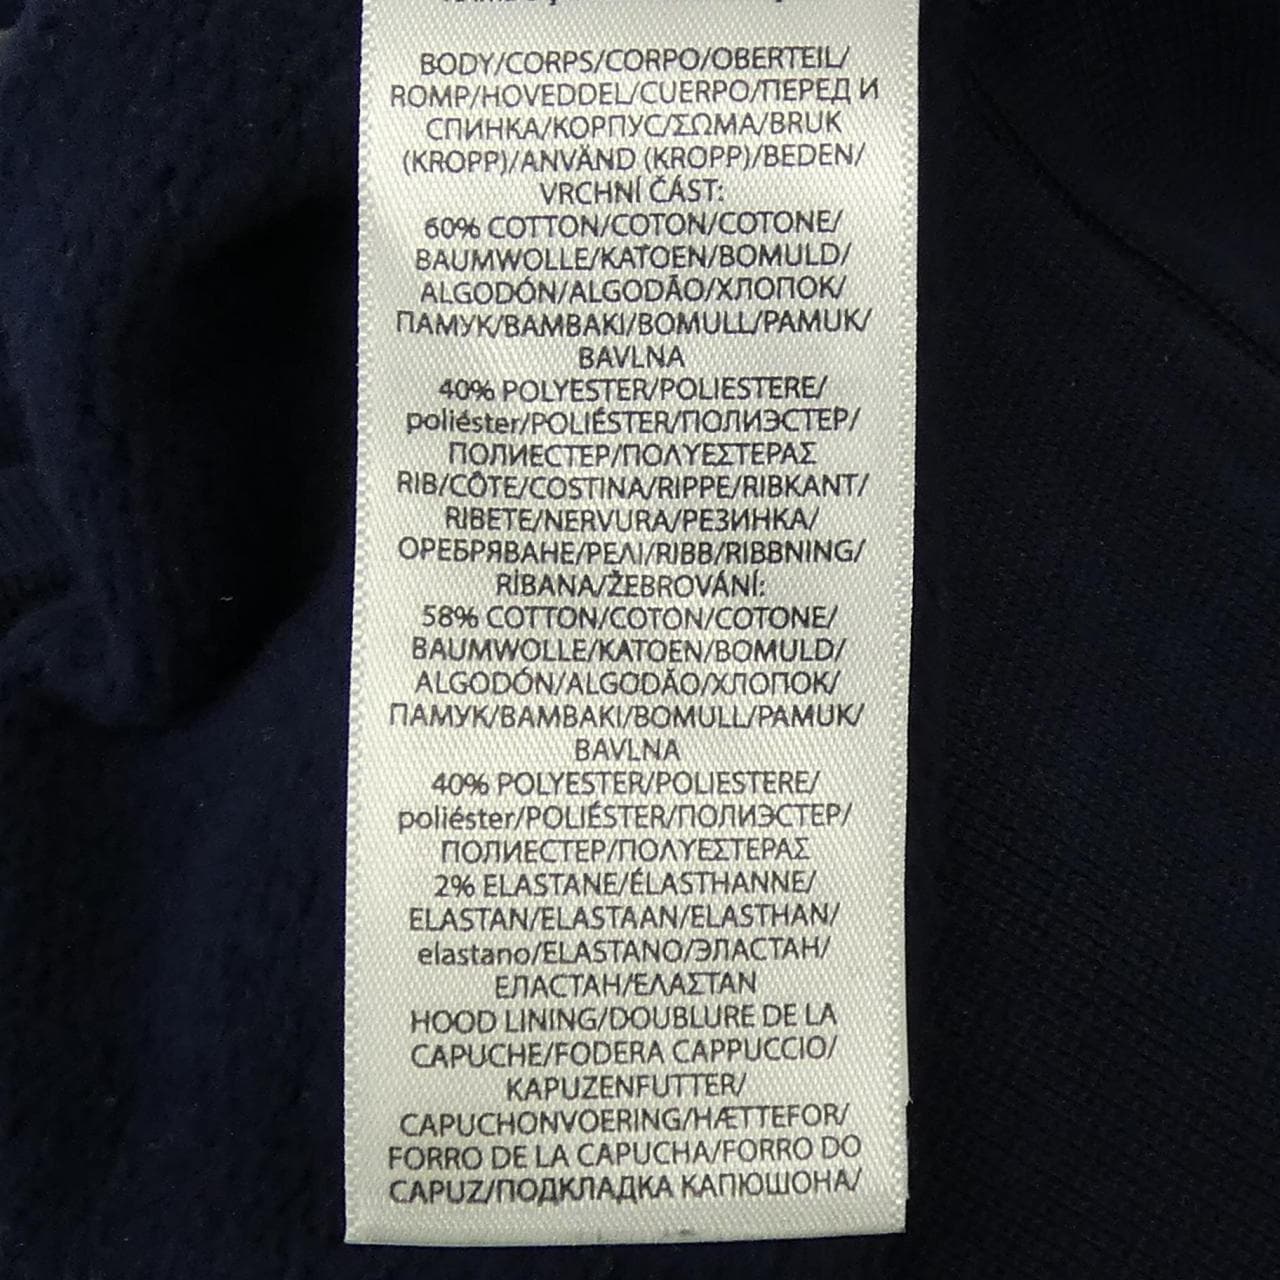 BODY/CORPS/CORPO/OBERTEIL/
ROMP/HOVEDDEL/CUERPO/ПЕРЕД И
СПИНКА/КОРПУС/ΣΩΜΑ/BRUK
(KROPP)/ANVÄND (KROPP)/BEDEN/
VRCHNÍ ČÁST:
60% COTTON/COTON/COTONE/
BAUMWOLLE/KATOEN/BOMULD/
ALGODÓN/ALGODÃO/ХЛОПОК/
ПАМУК/ΒΑΜΒΑΚΙ/BOMULL/PAMUK/
BAVLNA
40% POLYESTER/POLIESTERE/
poliéster/POLIÉSTER/ПОЛИЭСТЕР/
ПОЛИЕСТЕР/ΠΟΛΥΕΣΤΕΡΑΣ
RIB/CÔTE/COSTINA/RIPPE/RIBKANT/
RIBETE/NERVURA/РЕЗИНКА/
ОРЕБРЯВАНЕ/ΡΕΛΙ/RIBB/RIBBNING/
RİBANA/ŽEBROVÁNÍ:
58% COTTON/COTON/COTONE/
BAUMWOLLE/KATOEN/BOMULD/
ALGODÓN/ALGODÃO/ХЛОПОК/
ПАМУК/ΒΑΜΒΑΚΙ/BOMULL/PAMUK/
BAVLNA
40% POLYESTER/POLIESTERE/
poliéster/POLIÉSTER/ПОЛИЭСТЕР/
ПОЛИЕСТЕР/ΠΟΛΥΕΣΤΕΡΑΣ
2% ELASTANE/ÉLASTHANNE/
ELASTAN/ELASTAAN/ELASTHAN/
elastano/ELASTANO/ЭЛАСТАН/
ЕЛАСТАН/ΕΛΑΣΤΑΝ
HOOD LINING/DOUBLURE DE LA
CAPUCHE/FODERA CAPPUCCIO/
KAPUZENFUTTER/
CAPUCHONVOERING/HÆTTEFOR/
FORRO DE LA CAPUCHA/FORRO DO
CAPUZ/ПОДКЛАДКА КАПЮШОНА/